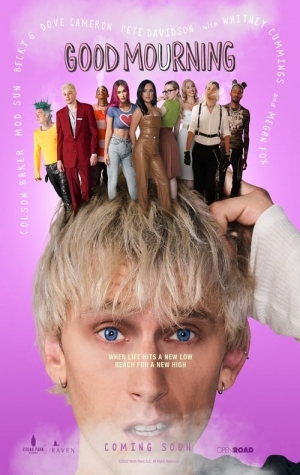 COLSON BAKER MOD SUN BECKY G DOVE CAMERON PETE DAVIDSON with WHITNEY CUMMINGS and MEGAN FOX
GOOD MOURNING
WHEN LIFE HITS A NEW LOW
REACH FOR A NEW HIGH
COMING SOON
RAVEN
OPEN ROAD